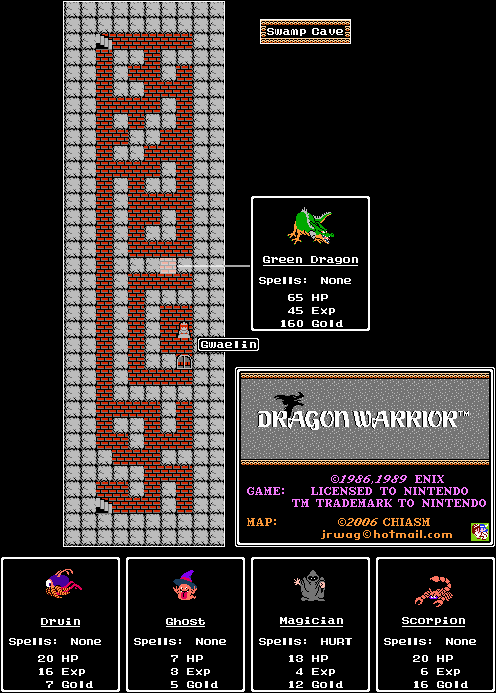 Swamp Cave
Green Dragon
Spells: None
65 HP
45 Exp
160 Gold
Gwaelin
DRAGON WARRIOR™
©1986,1989 ENIX
GAME: LICENSED TO NINTENDO
TM TRADEMARK TO NINTENDO
MAP: ©2006 CHIASM
jrwag@hotmail.com
Druin
Spells: None
20 HP
16 Exp
7 Gold
Ghost
Spells: None
7 HP
3 Exp
5 Gold
Magician
Spells: HURT
13 HP
4 Exp
12 Gold
Scorpion
Spells: None
20 HP
6 Exp
16 Gold